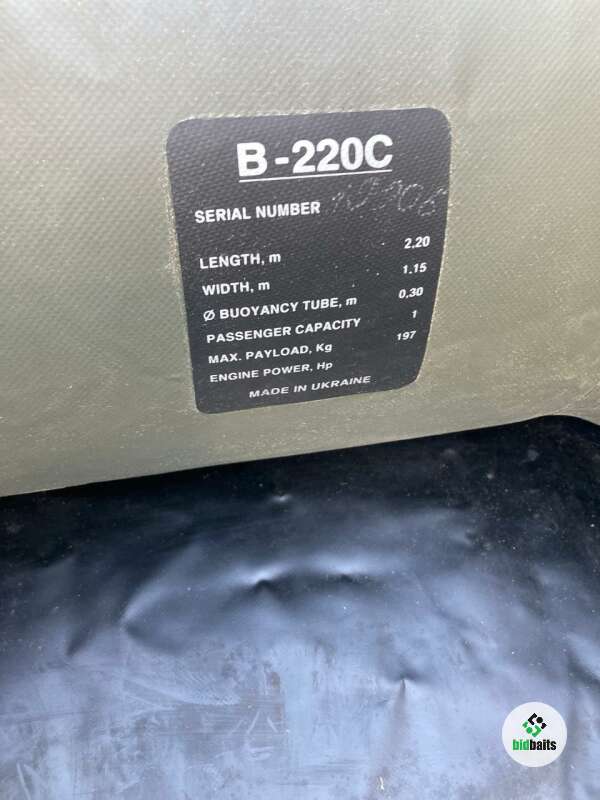 B-220C
SERIAL NUMBER
LENGTH, m 2,20
WIDTH, m 1.15
Ø BUOYANCY TUBE, m 0,30
PASSENGER CAPACITY 1
MAX. PAYLOAD, Kg 197
ENGINE POWER, Hp
MADE IN UKRAINE
bidbaits